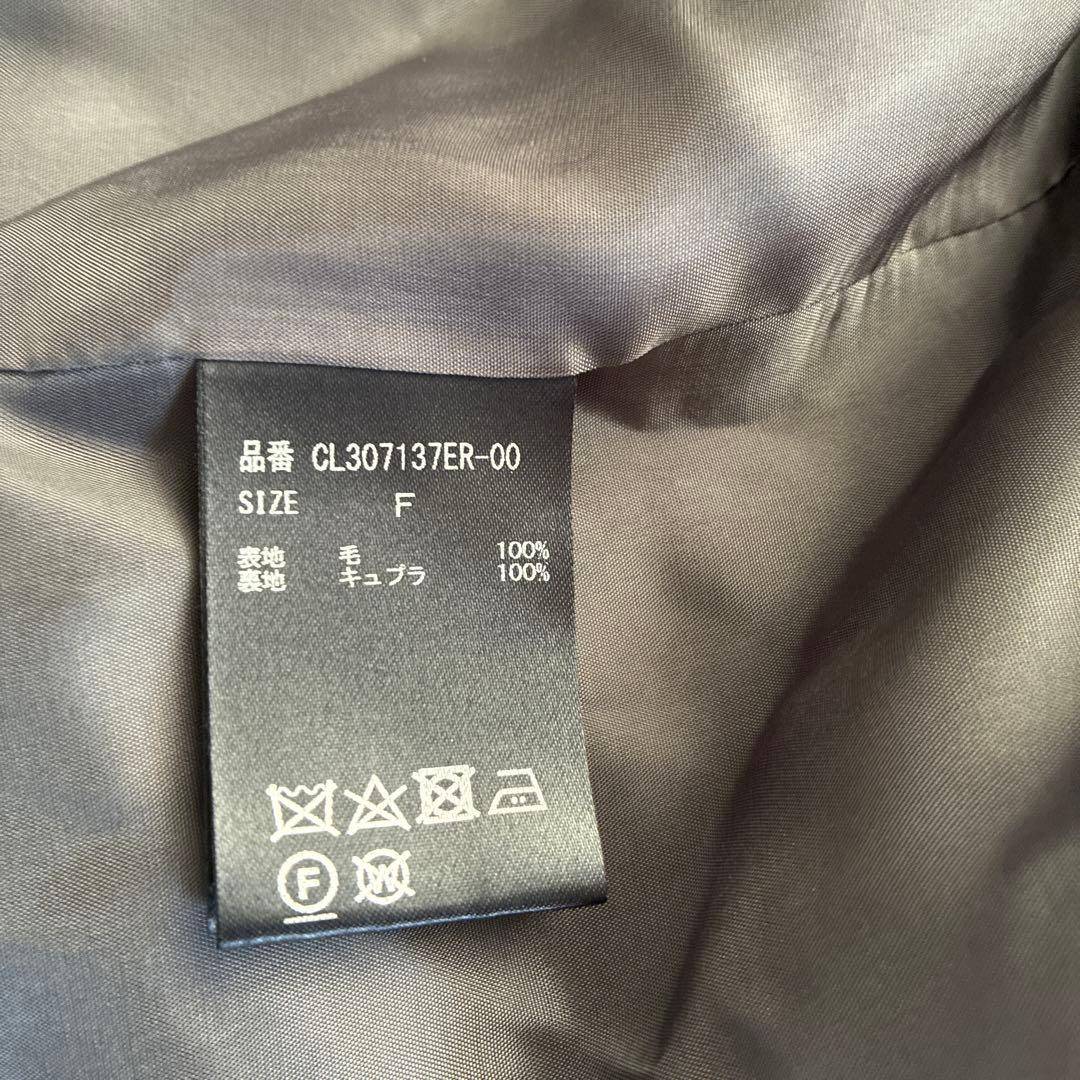 品番 CL307137ER-00
SIZE F
表地 毛 100%
裏地 キュプラ 100%
F W